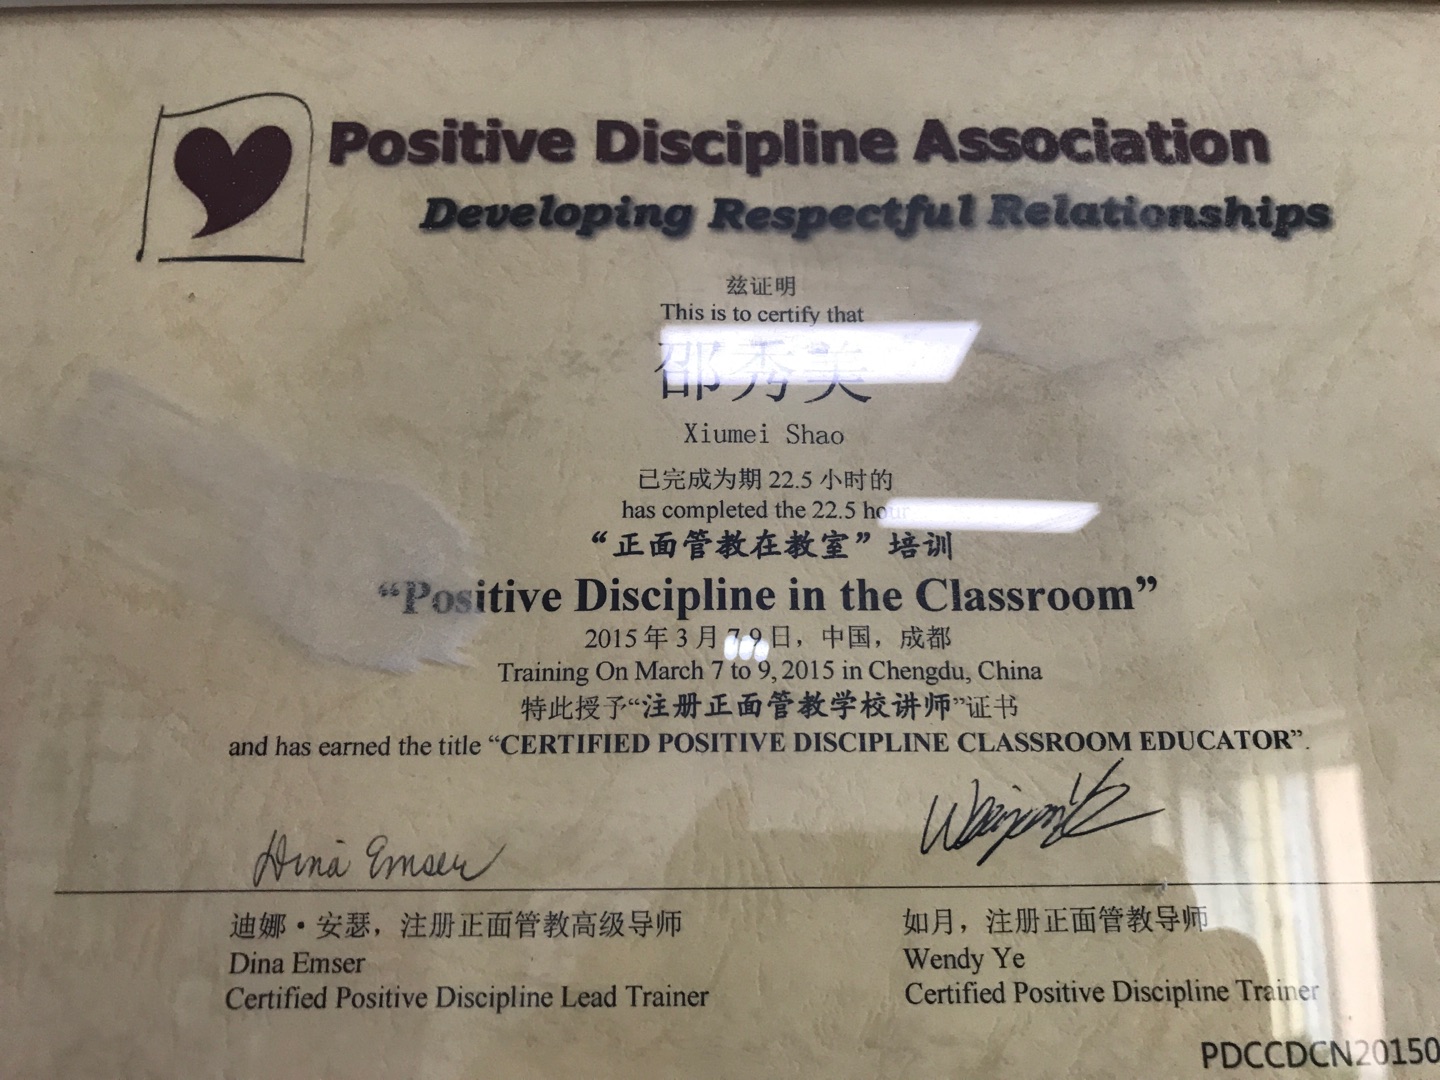 Positive Discipline Association
Developing Respectful Relationships
兹证明
This is to certify that
邵秀美
Xiumei Shao
已完成为期 22.5 小时的
has completed the 22.5 hour
“正面管教在教室”培训
“Positive Discipline in the Classroom”
2015 年 3 月 7-9 日，中国，成都
Training On March 7 to 9, 2015 in Chengdu, China
特此授予“注册正面管教学校讲师”证书
and has earned the title “CERTIFIED POSITIVE DISCIPLINE CLASSROOM EDUCATOR”.
Dina Emser
迪娜·安瑟，注册正面管教高级导师
Dina Emser
Certified Positive Discipline Lead Trainer
如月，注册正面管教导师
Wendy Ye
Certified Positive Discipline Trainer
PDCCDCN20150